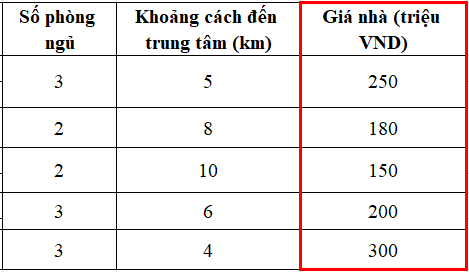 Số phòng ngủ Khoảng cách đến trung tâm (km) Giá nhà (triệu VND)
3 5 250
2 8 180
2 10 150
3 6 200
3 4 300